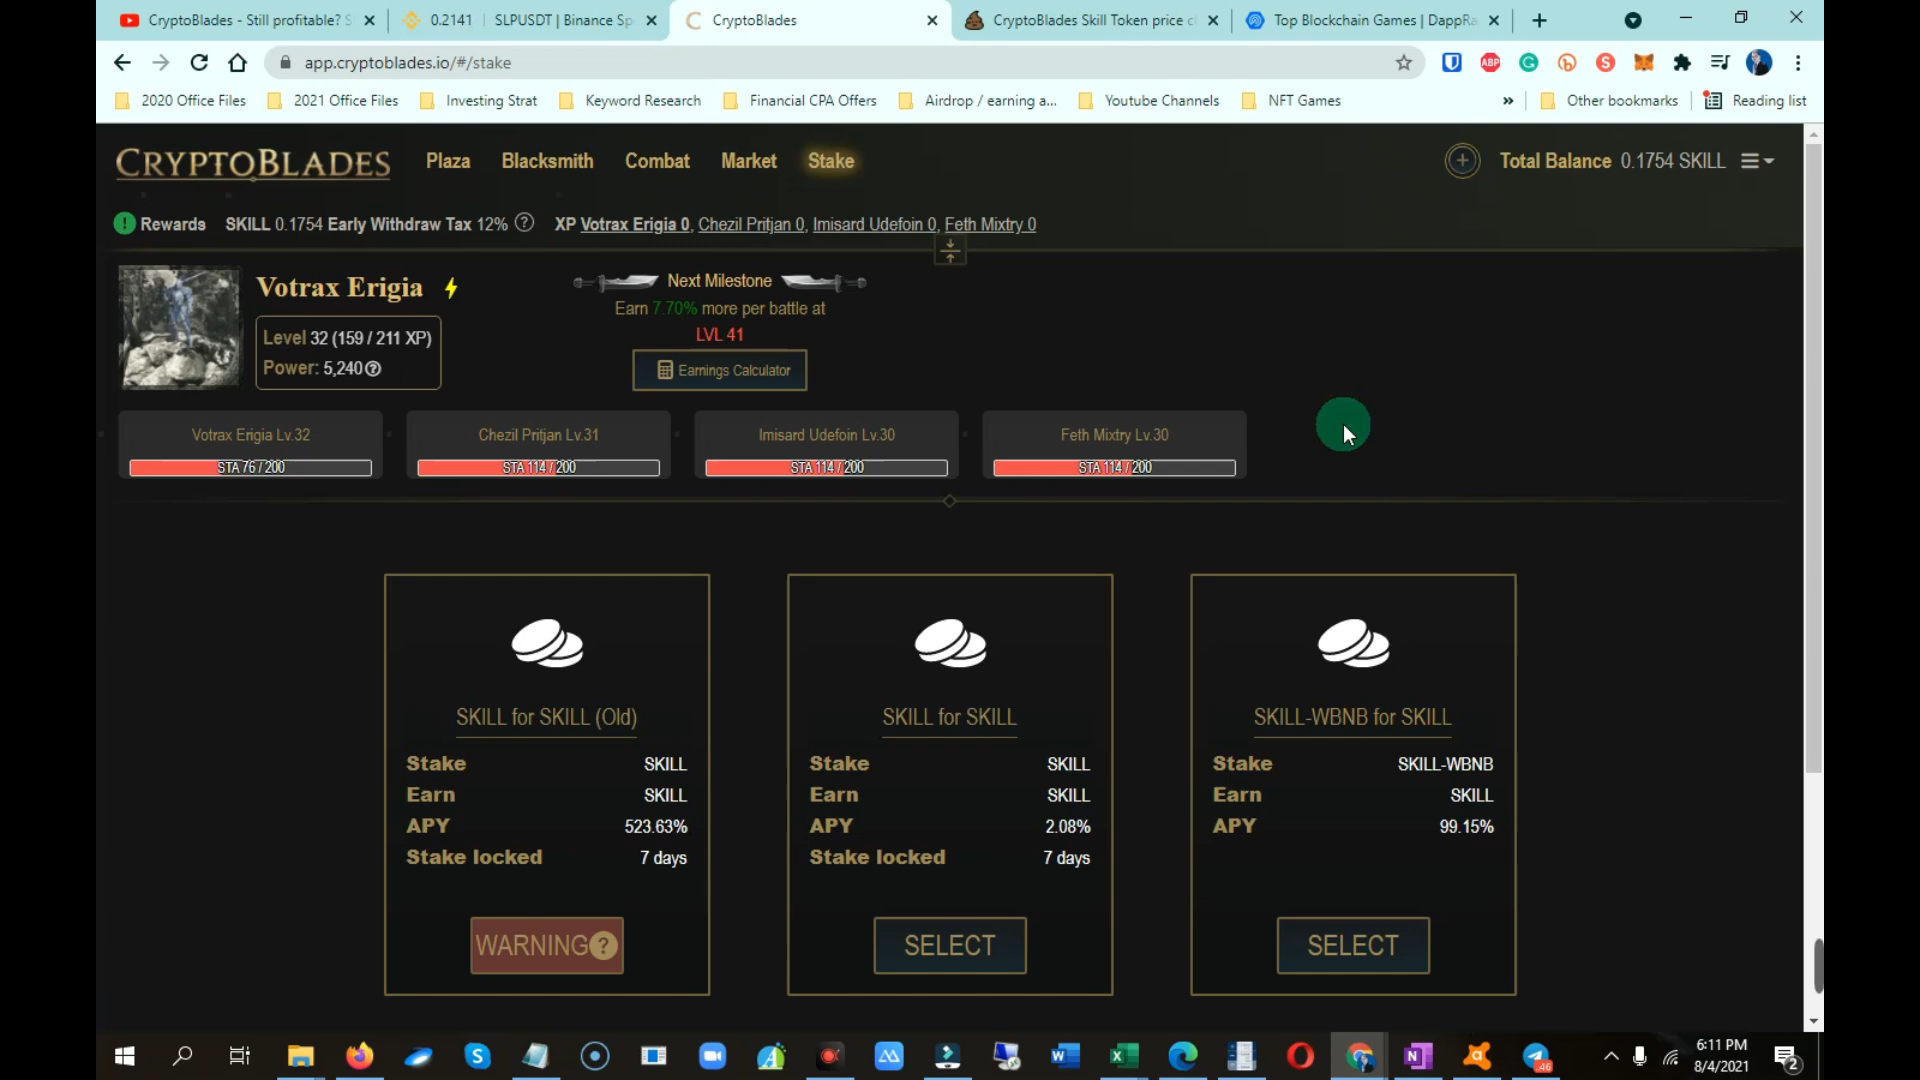 CryptoBlades - Still profitable? S
0.2141 | SLPUSDT | Binance Sp
CryptoBlades
CryptoBlades Skill Token price c
Top Blockchain Games | DappRa
app.cryptoblades.io/#/stake
2020 Office Files
2021 Office Files
Investing Strat
Keyword Research
Financial CPA Offers
Airdrop / earning a...
Youtube Channels
NFT Games
»
Other bookmarks
Reading list
CRYPTOBLADES
Plaza
Blacksmith
Combat
Market
Stake
Total Balance 0.1754 SKILL
Rewards SKILL 0.1754 Early Withdraw Tax 12% XP Votrax Erigia 0, Chezil Pritjan 0, Imisard Udefoin 0, Feth Mixtry 0
Votrax Erigia
Level 32 (159 / 211 XP)
Power: 5,240
Next Milestone
Earn 7.70% more per battle at
LVL 41
Earnings Calculator
Votrax Erigia Lv.32
STA 76 / 200
Chezil Pritjan Lv.31
STA 114 / 200
Imisard Udefoin Lv.30
STA 114 / 200
Feth Mixtry Lv.30
STA 114 / 200
SKILL for SKILL (Old)
Stake SKILL
Earn SKILL
APY 523.63%
Stake locked 7 days
WARNING?
SKILL for SKILL
Stake SKILL
Earn SKILL
APY 2.08%
Stake locked 7 days
SELECT
SKILL-WBNB for SKILL
Stake SKILL-WBNB
Earn SKILL
APY 99.15%
SELECT
6:11 PM
8/4/2021